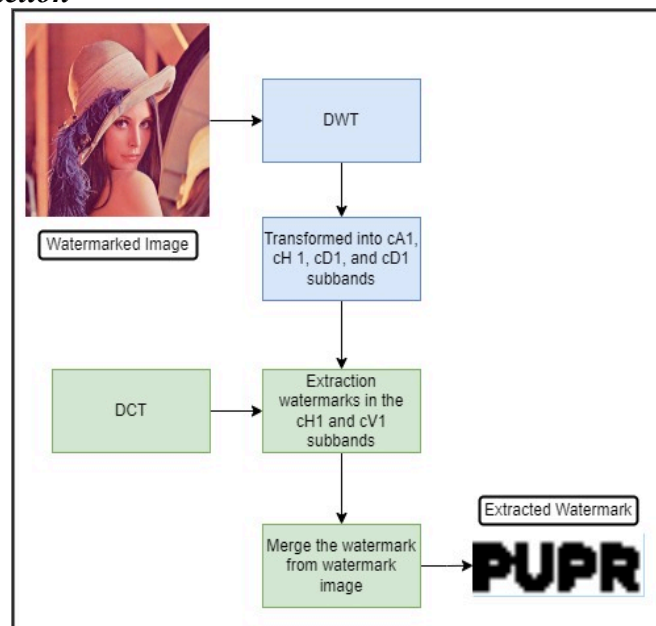 DWT
Watermarked Image
Transformed into cA1,
cH 1, cD1, and cD1
subbands
DCT
Extraction
watermarks in the
cH1 and cV1
subbands
Extracted Watermark
Merge the watermark
from watermark
image
PUPR